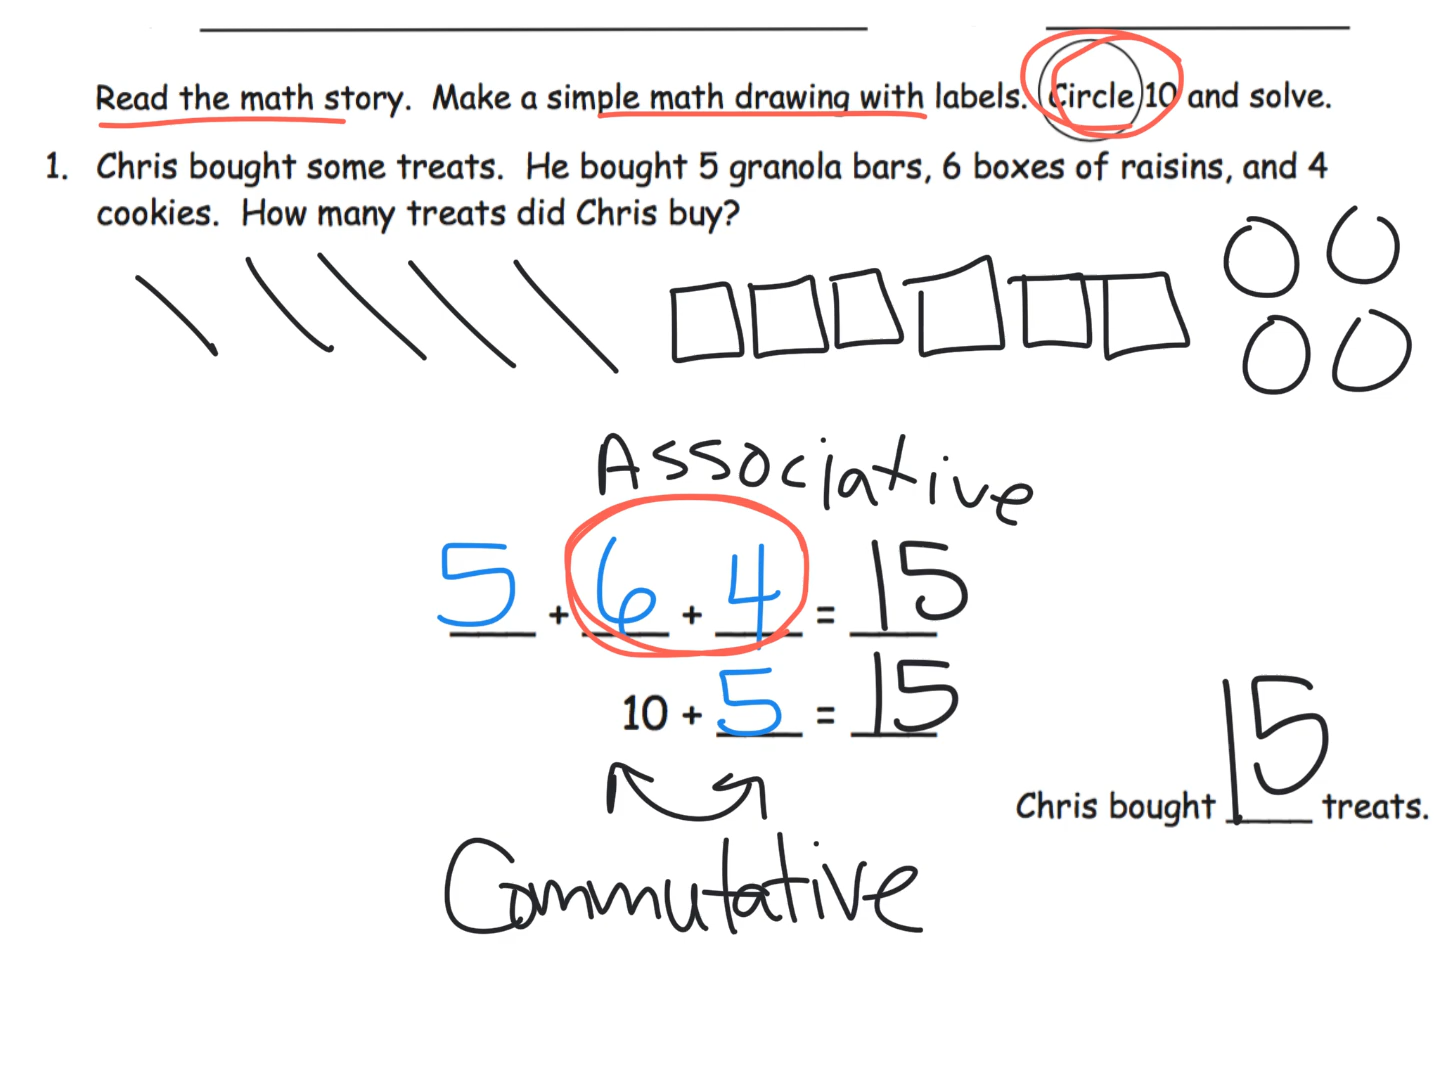 Read the math story. Make a simple math drawing with labels. Circle 10 and solve.
1. Chris bought some treats. He bought 5 granola bars, 6 boxes of raisins, and 4
cookies. How many treats did Chris buy?
Associative
5 + 6 + 4 = 15
10 + 5 = 15
Chris bought 15 treats.
Commutative